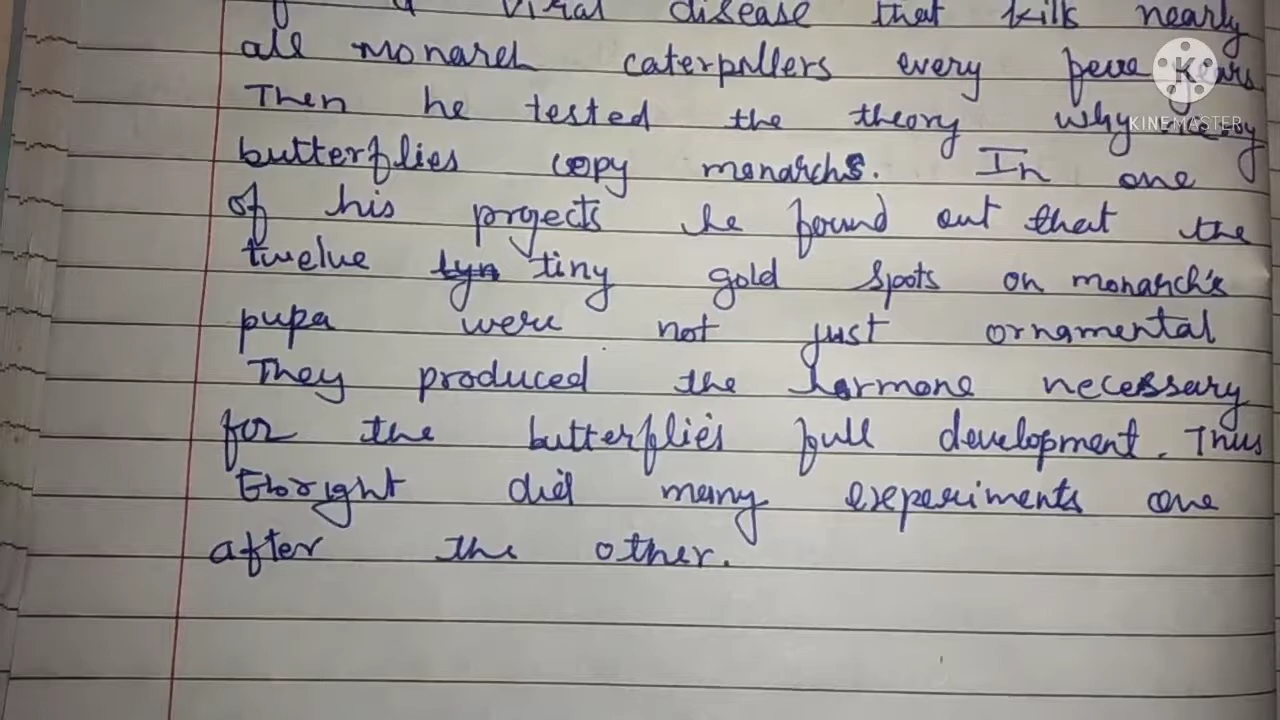 a viral disease that kills nearly
all monarch caterpillers every few years
Then he tested the theory why
butterflies copy monarchs. In one
of his projects he found out that the
twelve tiny gold spots on monarch's
pupa were not just ornamental
They produced the hormone necessary
for the butterflies full development. Thus
Ebright did many experiments one
after the other.
K
KINEMASTER